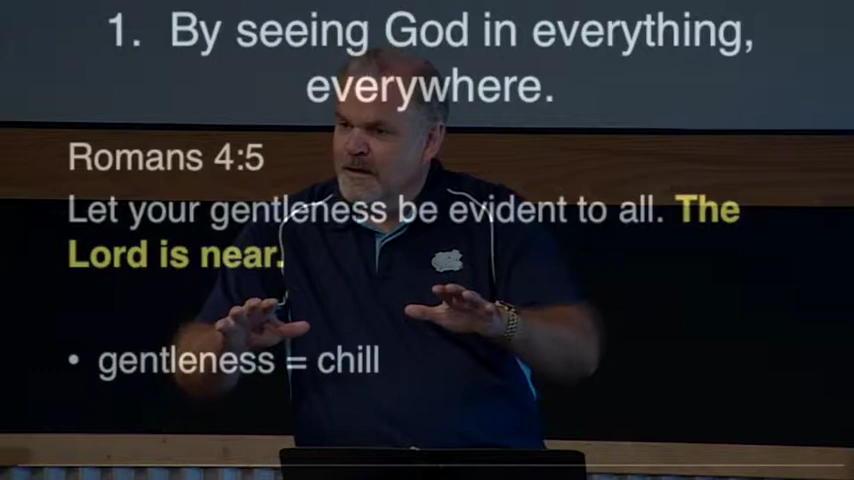 1. By seeing God in everything,
everywhere.
Romans 4:5
Let your gentleness be evident to all. The
Lord is near.
• gentleness = chill